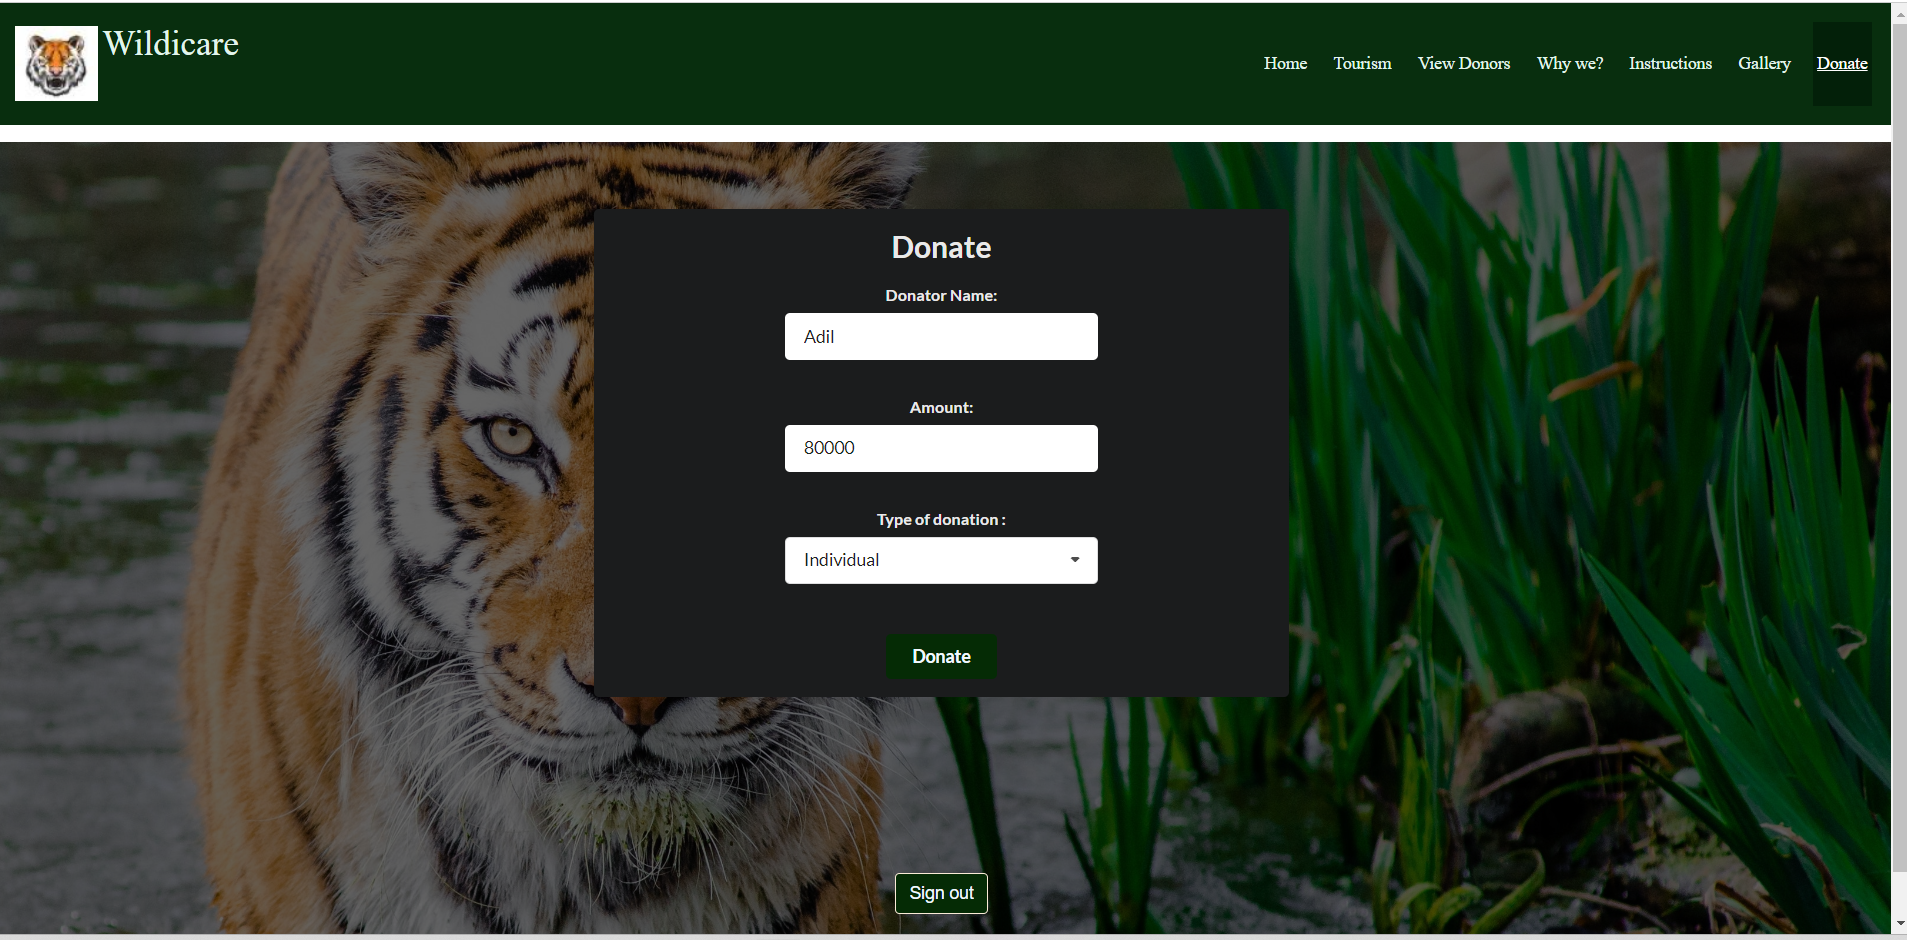 Wildicare
Home Tourism View Donors Why we? Instructions Gallery Donate
Donate
Donator Name:
Adil
Amount:
80000
Type of donation :
Individual
Donate
Sign out